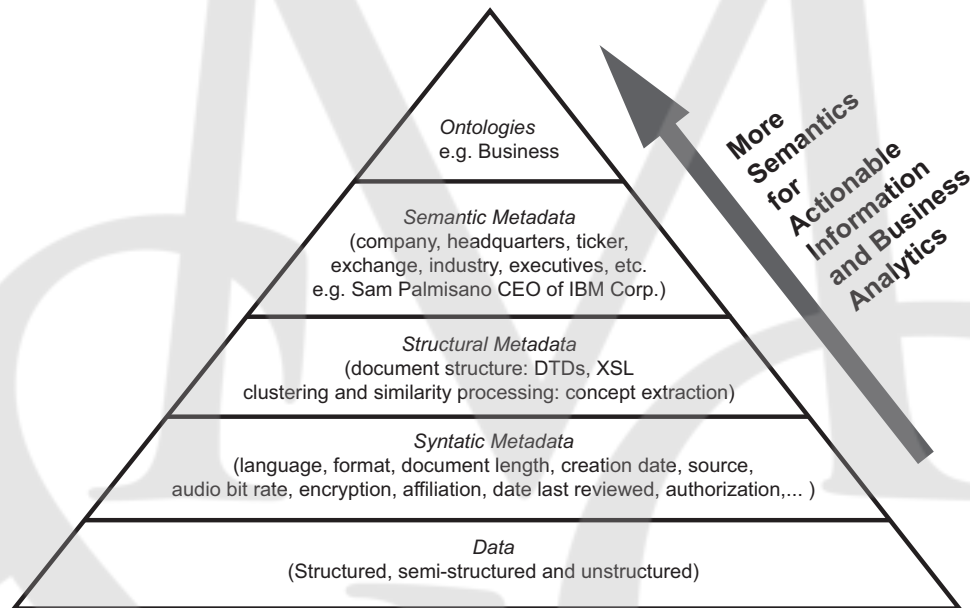 Ontologies
e.g. Business
Semantic Metadata
(company, headquarters, ticker,
exchange, industry, executives, etc.
e.g. Sam Palmisano CEO of IBM Corp.)
Structural Metadata
(document structure: DTDs, XSL
clustering and similarity processing: concept extraction)
Syntatic Metadata
(language, format, document length, creation date, source,
audio bit rate, encryption, affiliation, date last reviewed, authorization,... )
Data
(Structured, semi-structured and unstructured)
More
Semantics
for
Actionable
Information
and Business
Analytics